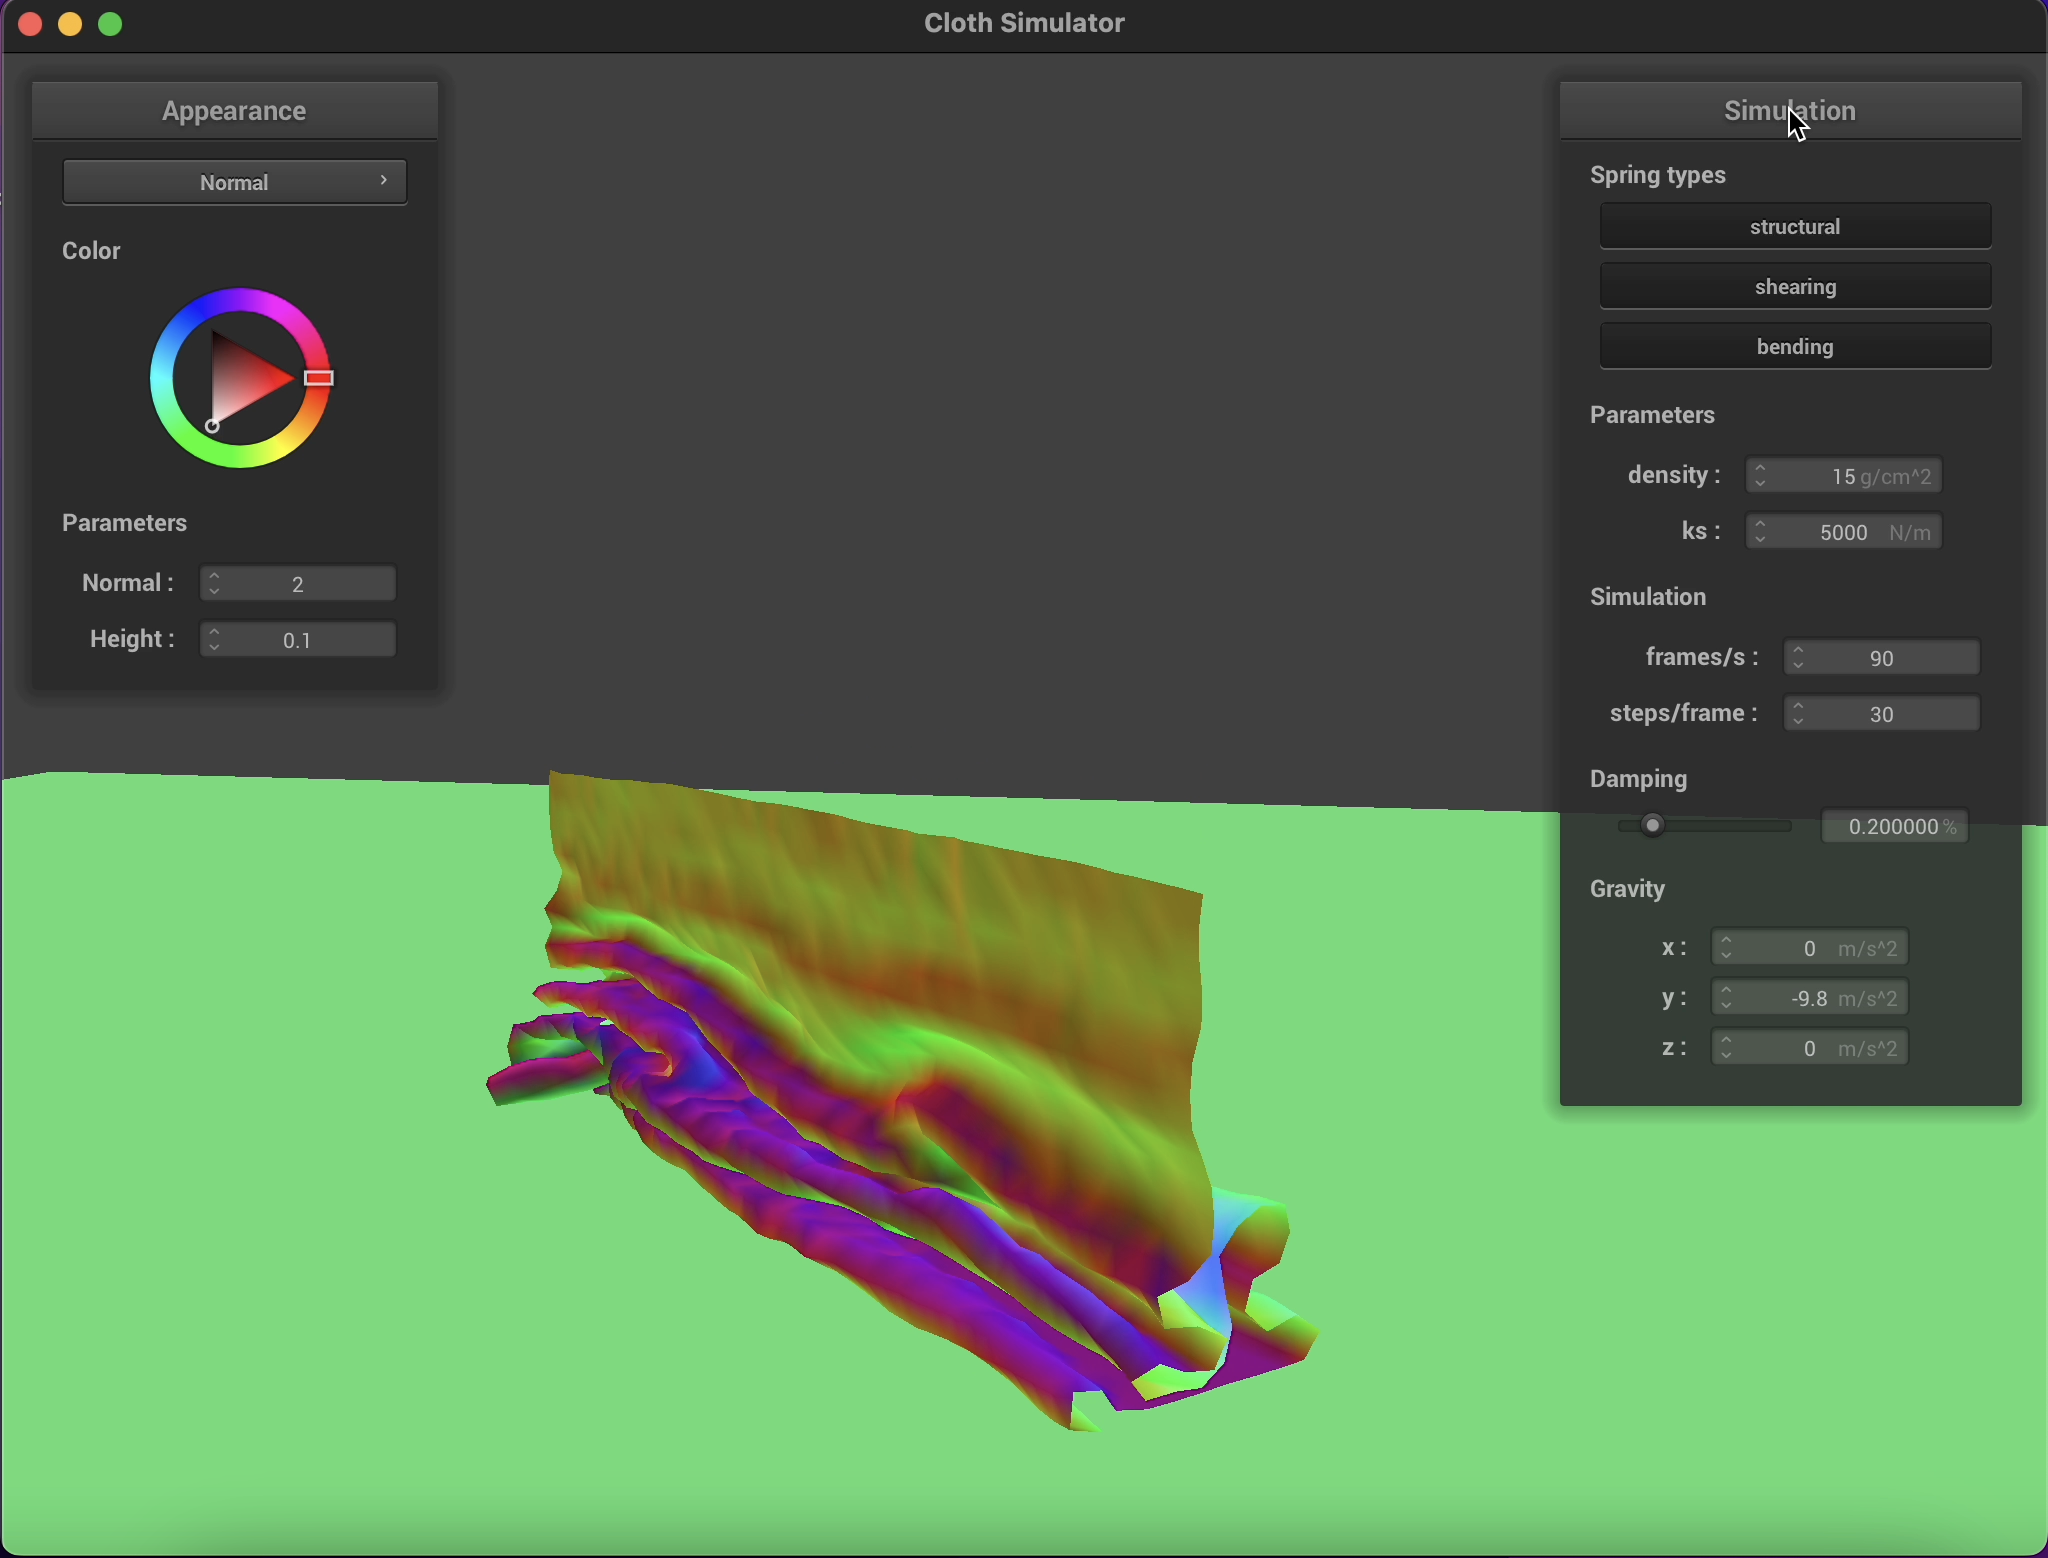 Cloth Simulator
Appearance
Normal
Color
Parameters
Normal : 2
Height : 0.1
Simulation
Spring types
structural
shearing
bending
Parameters
density : 15 g/cm^2
ks : 5000 N/m
Simulation
frames/s : 90
steps/frame : 30
Damping
0.200000 %
Gravity
x : 0 m/s^2
y : -9.8 m/s^2
z : 0 m/s^2